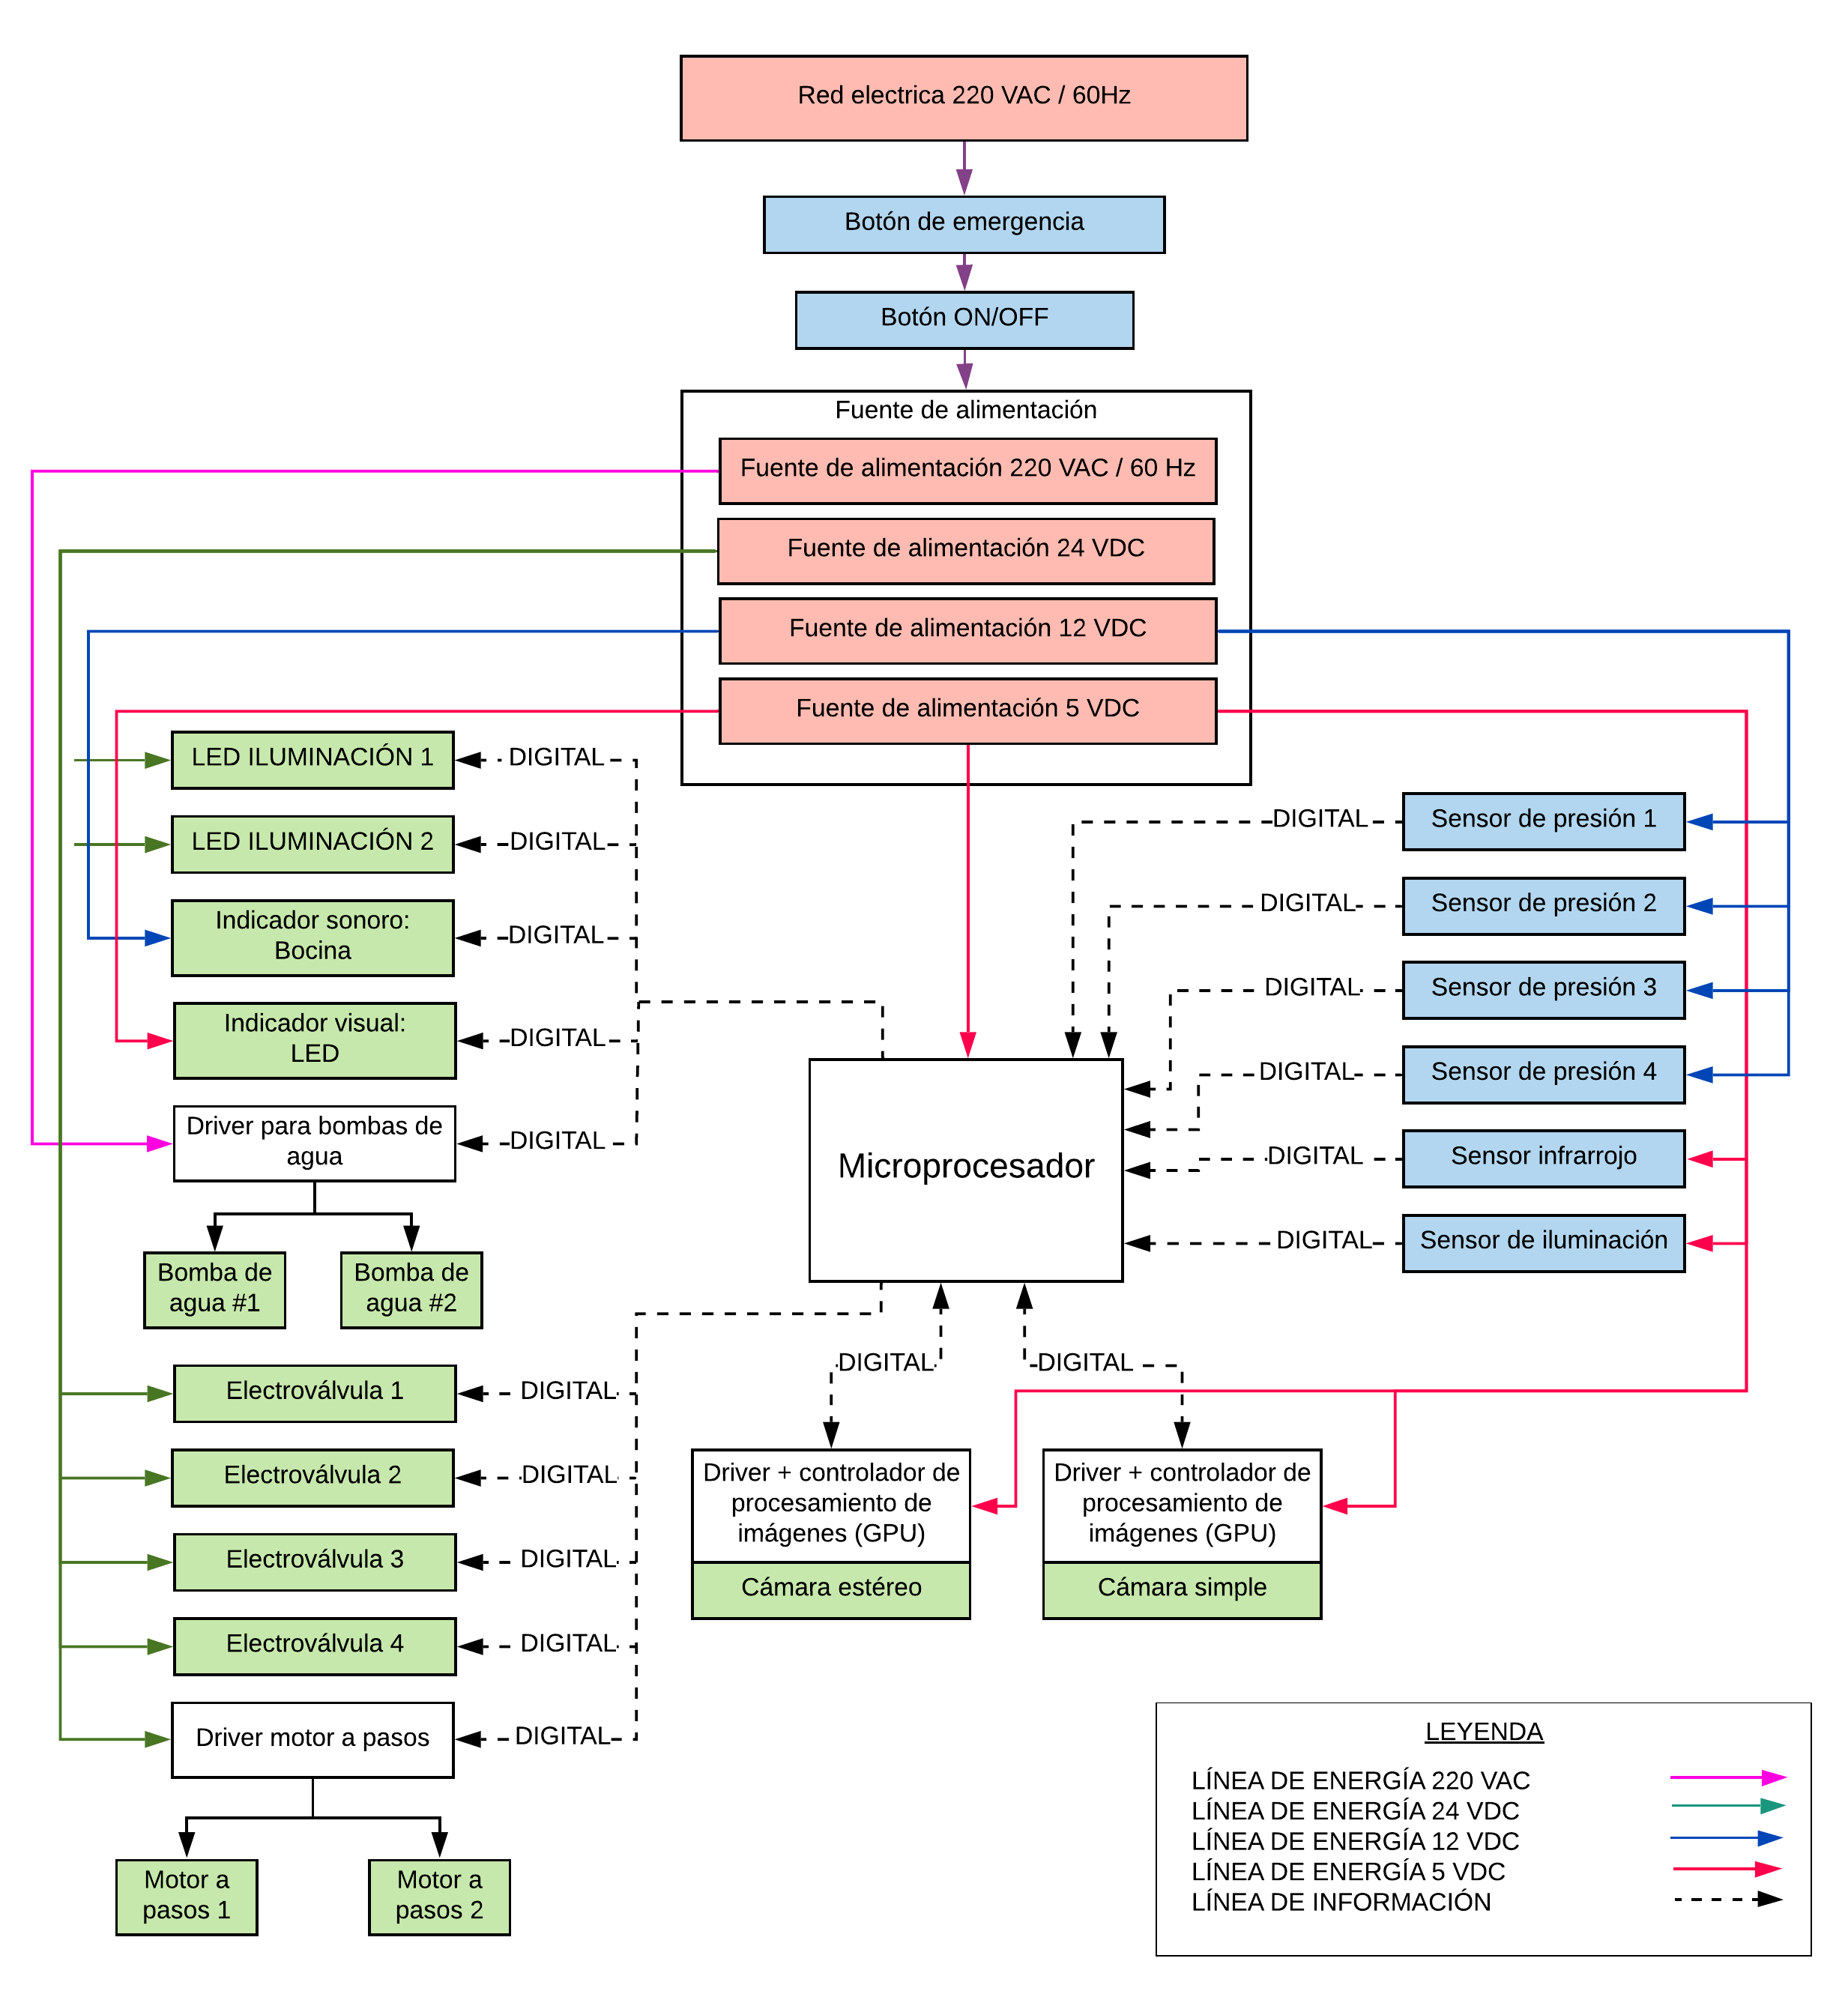 Red electrica 220 VAC / 60Hz
Botón de emergencia
Botón ON/OFF
Fuente de alimentación
Fuente de alimentación 220 VAC / 60 Hz
Fuente de alimentación 24 VDC
Fuente de alimentación 12 VDC
Fuente de alimentación 5 VDC
LED ILUMINACIÓN 1
DIGITAL
LED ILUMINACIÓN 2
DIGITAL
Indicador sonoro:
Bocina
DIGITAL
Indicador visual:
LED
DIGITAL
Driver para bombas de
agua
DIGITAL
Bomba de
agua #1
Bomba de
agua #2
DIGITAL
Sensor de presión 1
DIGITAL
Sensor de presión 2
DIGITAL
Sensor de presión 3
DIGITAL
Sensor de presión 4
DIGITAL
Sensor infrarrojo
DIGITAL
Sensor de iluminación
Microprocesador
Electroválvula 1
DIGITAL
Electroválvula 2
DIGITAL
Electroválvula 3
DIGITAL
Electroválvula 4
DIGITAL
Driver motor a pasos
DIGITAL
Motor a
pasos 1
Motor a
pasos 2
DIGITAL
DIGITAL
Driver + controlador de
procesamiento de
imágenes (GPU)
Cámara estéreo
Driver + controlador de
procesamiento de
imágenes (GPU)
Cámara simple
LEYENDA
LÍNEA DE ENERGÍA 220 VAC
LÍNEA DE ENERGÍA 24 VDC
LÍNEA DE ENERGÍA 12 VDC
LÍNEA DE ENERGÍA 5 VDC
LÍNEA DE INFORMACIÓN